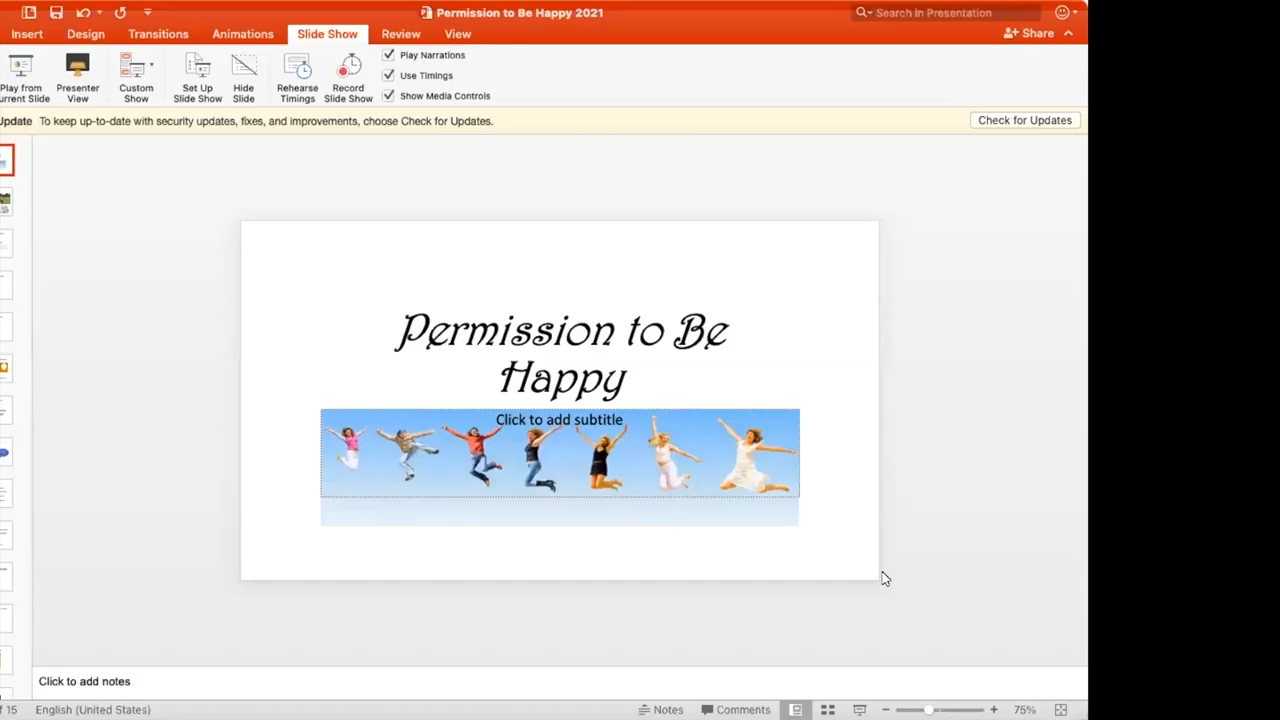 Permission to Be Happy 2021
Search in Presentation
Insert Design Transitions Animations Slide Show Review View
Share
Play from
Presenter View
Custom Show
Set Up Slide Show
Hide Slide
Rehearse Timings
Record Slide Show
Play Narrations
Use Timings
Show Media Controls
Update To keep up-to-date with security updates, fixes, and improvements, choose Check for Updates.
Check for Updates
Permission to Be
Happy
Click to add subtitle
Click to add notes
15 English (United States) Notes Comments 75%